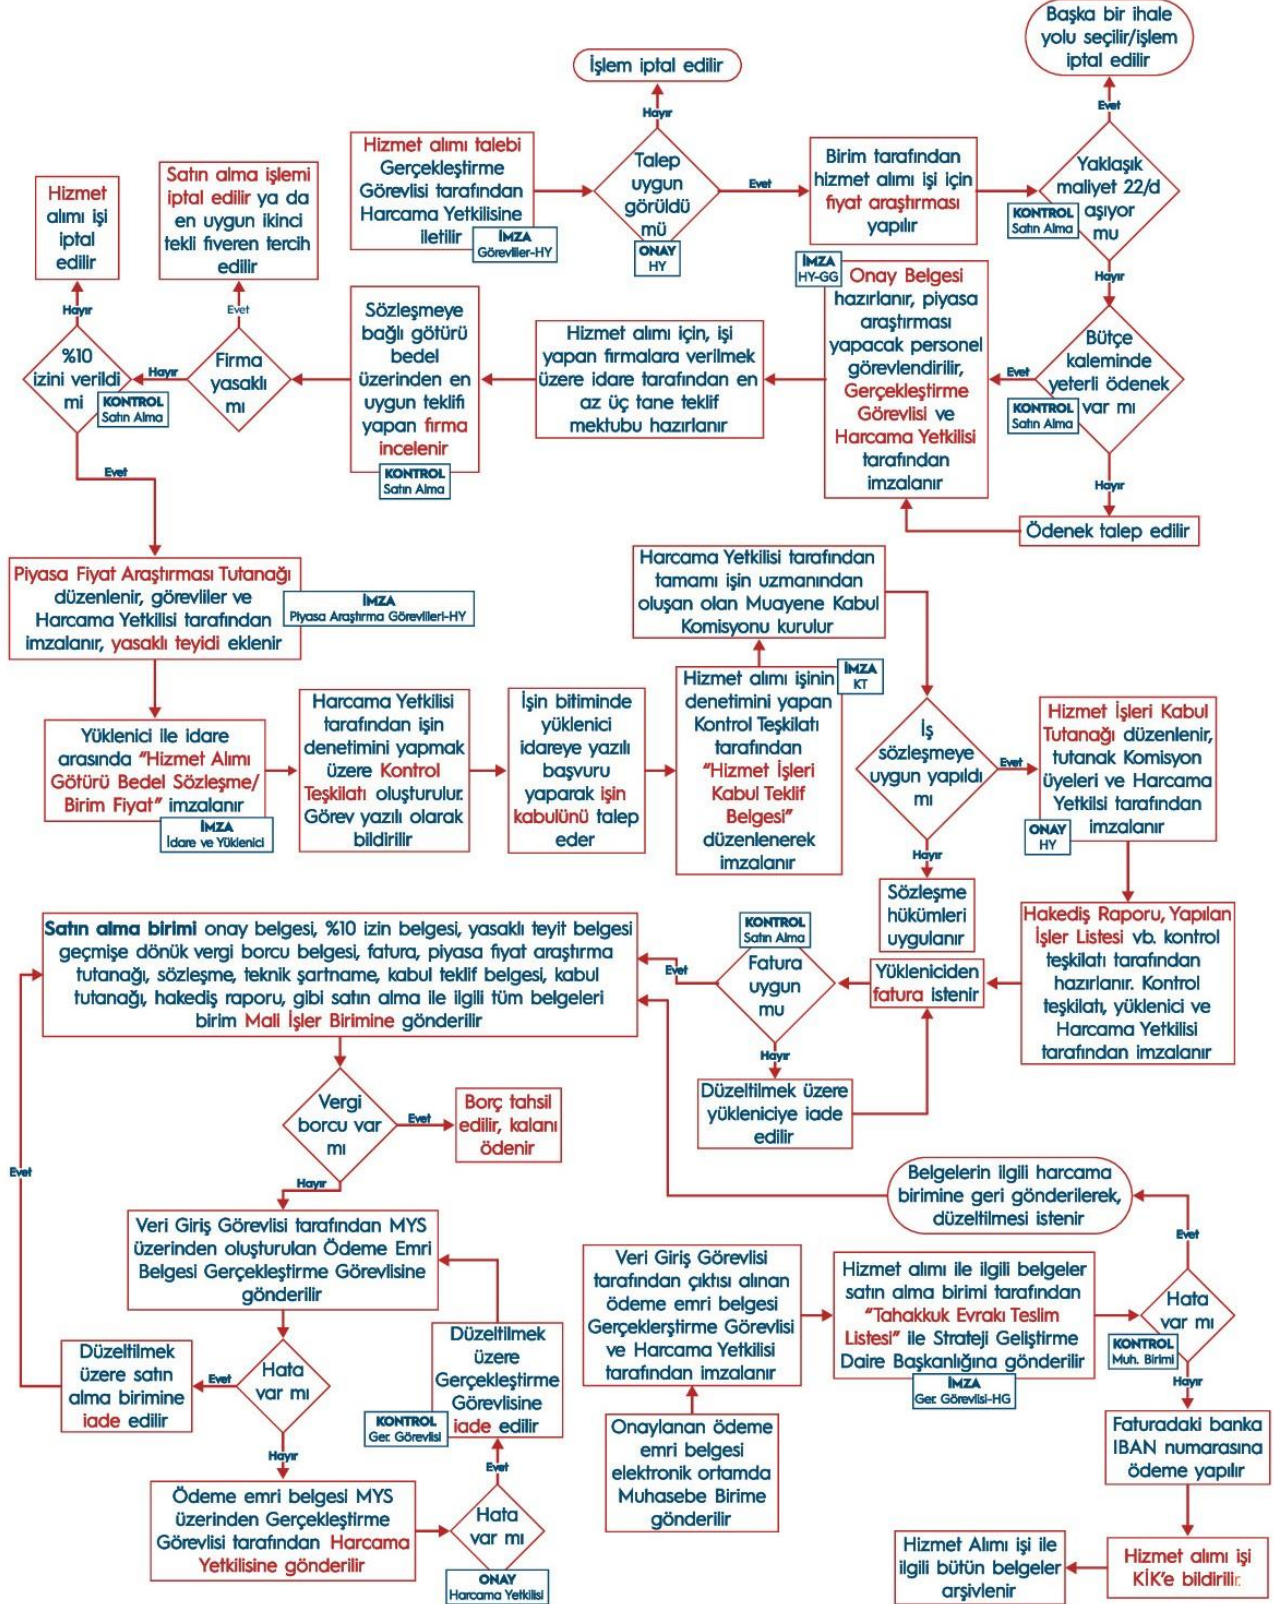 Başka bir ihale
yolu seçilir/işlem
iptal edilir
İşlem iptal edilir
Hayır
Evet
Hizmet alımı talebi
Gerçekleştirme
Görevlisi tarafından
Harcama Yetkilisine
iletilir
İMZA
Görevliler-HY
Talep
uygun
görüldü
mü
ONAY
HY
Evet
Birim tarafından
hizmet alımı işi için
fiyat araştırması
yapılır
Yaklaşık
maliyet 22/d
aşıyor
mu
KONTROL
Satın Alma
Hayır
Hizmet
alımı işi
iptal
edilir
Satın alma işlemi
iptal edilir ya da
en uygun ikinci
tekli fiveren tercih
edilir
Hayır
Evet
%10
izini verildi
mi
KONTROL
Satın Alma
Hayır
Firma
yasaklı
mı
Sözleşmeye
bağlı götürü
bedel
üzerinden en
uygun teklifi
yapan firma
incelenir
KONTROL
Satın Alma
Hizmet alımı için, işi
yapan firmalara verilmek
üzere idare tarafından en
az üç tane teklif
mektubu hazırlanır
İMZA
HY-GG
Onay Belgesi
hazırlanır, piyasa
araştırması
yapacak personel
görevlendirilir,
Gerçekleştirme
Görevlisi ve
Harcama Yetkilisi
tarafından
imzalanır
Evet
Bütçe
kaleminde
yeterli ödenek
var mı
KONTROL
Satın Alma
Hayır
Ödenek talep edilir
Evet
Piyasa Fiyat Araştırması Tutanağı
düzenlenir, görevliler ve
Harcama Yetkilisi tarafından
imzalanır, yasaklı teyidi eklenir
İMZA
Piyasa Araştırma Görevlileri-HY
Harcama Yetkilisi tarafından
tamamı işin uzmanından
oluşan olan Muayene Kabul
Komisyonu kurulur
Yüklenici ile idare
arasında “Hizmet Alımı
Götürü Bedel Sözleşme/
Birim Fiyat” imzalanır
İMZA
İdare ve Yüklenici
Harcama Yetkilisi
tarafından işin
denetimini yapmak
üzere Kontrol
Teşkilatı oluşturulur.
Görev yazılı olarak
bildirilir
İşin bitiminde
yüklenici
idareye yazılı
başvuru
yaparak işin
kabulünü talep
eder
Hizmet alımı işinin
denetimini yapan
Kontrol Teşkilatı
tarafından
“Hizmet İşleri
Kabul Teklif
Belgesi”
düzenlenerek
imzalanır
İMZA
KT
İş
sözleşmeye
uygun yapıldı
mı
Evet
Hayır
Hizmet İşleri Kabul
Tutanağı düzenlenir,
tutanak Komisyon
üyeleri ve Harcama
Yetkilsi tarafından
imzalanır
ONAY
HY
Sözleşme
hükümleri
uygulanır
Hakediş Raporu, Yapılan
İşler Listesi vb. kontrol
teşkilatı tarafından
hazırlanır. Kontrol
teşkilatı, yüklenici ve
Harcama Yetkilisi
tarafından imzalanır
Yükleniciden
fatura istenir
KONTROL
Satın Alma
Fatura
uygun
mu
Evet
Hayır
Düzeltilmek üzere
yükleniciye iade
edilir
Satın alma birimi onay belgesi, %10 izin belgesi, yasaklı teyit belgesi
geçmişe dönük vergi borcu belgesi, fatura, piyasa fiyat araştırma
tutanağı, sözleşme, teknik şartname, kabul teklif belgesi, kabul
tutanağı, hakediş raporu, gibi satın alma ile ilgili tüm belgeleri
birim Mali İşler Birimine gönderilir
Vergi
borcu var
mı
Evet
Borç tahsil
edilir, kalanı
ödenir
Hayır
Evet
Veri Giriş Görevlisi tarafından MYS
üzerinden oluşturulan Ödeme Emri
Belgesi Gerçekleştirme Görevlisine
gönderilir
Hata
var mı
Evet
Düzeltilmek
üzere satın
alma birimine
iade edilir
Hayır
Ödeme emri belgesi MYS
üzerinden Gerçekleştirme
Görevlisi tarafından Harcama
Yetkilisine gönderilir
Hata
var mı
ONAY
Harcama Yetkilisi
Evet
Düzeltilmek
üzere
Gerçekleştirme
Görevlisine
iade edilir
KONTROL
Ger. Görevlisi
Onaylanan ödeme
emri belgesi
elektronik ortamda
Muhasebe Birime
gönderilir
Veri Giriş Görevlisi
tarafından çıktısı alınan
ödeme emri belgesi
Gerçeklerştirme Görevlisi
ve Harcama Yetkilisi
tarafından imzalanır
Hizmet alımı ile ilgili belgeler
satın alma birimi tarafından
“Tahakkuk Evrakı Teslim
Listesi” ile Strateji Geliştirme
Daire Başkanlığına gönderilir
İMZA
Ger. Görevlisi-HG
Belgelerin ilgili harcama
birimine geri gönderilerek,
düzeltilmesi istenir
Evet
Hata
var mı
KONTROL
Muh. Birimi
Hayır
Faturadaki banka
IBAN numarasına
ödeme yapılır
Hizmet alımı işi
KİK’e bildirilir.
Hizmet Alımı işi ile
ilgili bütün belgeler
arşivlenir